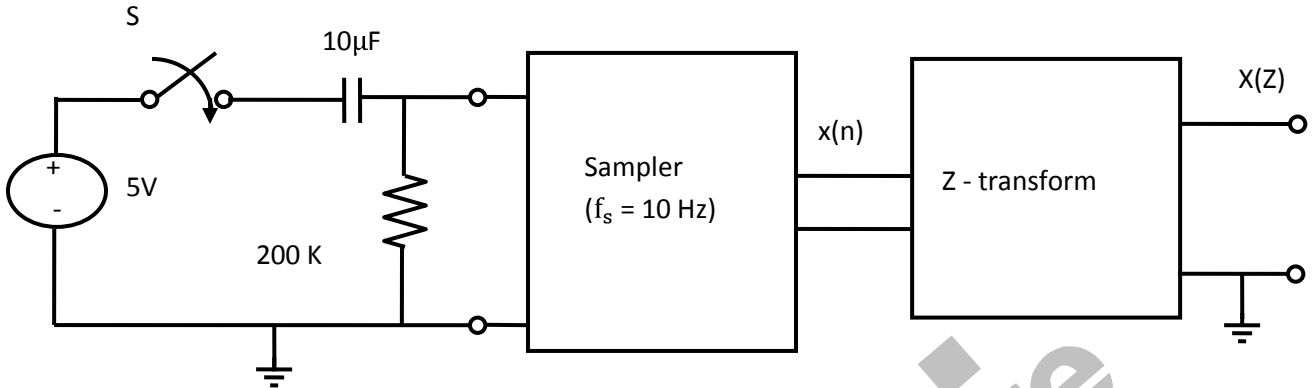 S
10μF
+
-
5V
200 K
Sampler
(fs = 10 Hz)
x(n)
Z - transform
X(Z)